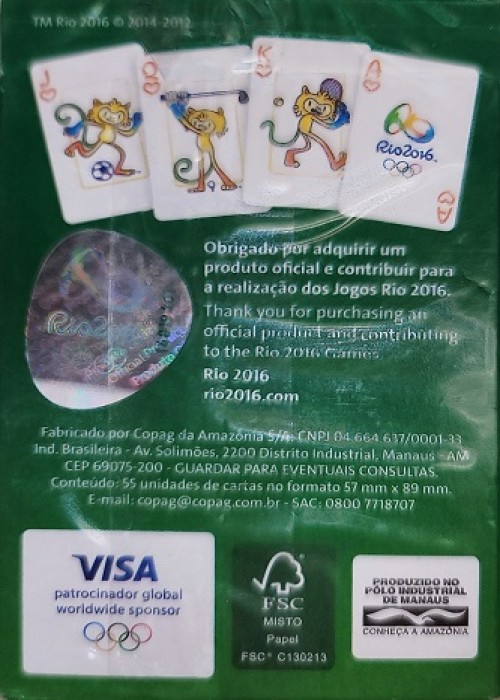 TM Rio 2016 © 2014-2012
J
Q
K
A
Rio2016.
A
Obrigado por adquirir um
produto oficial e contribuir para
a realização dos Jogos Rio 2016.
Thank you for purchasing an
official product and contributing
to the Rio 2016 Games.
Rio 2016
rio2016.com
Rio2016
Fabricado por Copag da Amazônia S/A: CNPJ 04.664.637/0001-33
Ind. Brasileira - Av. Solimões, 2200 Distrito Industrial, Manaus - AM
CEP 69075-200 - GUARDAR PARA EVENTUAIS CONSULTAS.
Conteúdo: 55 unidades de cartas no formato 57 mm x 89 mm.
E-mail: copag@copag.com.br - SAC: 0800 7718707
VISA
patrocinador global
worldwide sponsor
FSC
MISTO
Papel
FSC® C130213
PRODUZIDO NO
PÓLO INDUSTRIAL
DE MANAUS
CONHEÇA A AMAZÔNIA